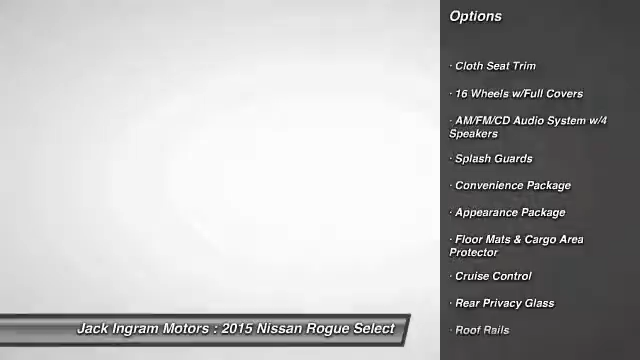 Options
· Cloth Seat Trim
· 16 Wheels w/Full Covers
· AM/FM/CD Audio System w/4
Speakers
· Splash Guards
· Convenience Package
· Appearance Package
· Floor Mats & Cargo Area
Protector
· Cruise Control
· Rear Privacy Glass
· Roof Rails
Jack Ingram Motors : 2015 Nissan Rogue Select